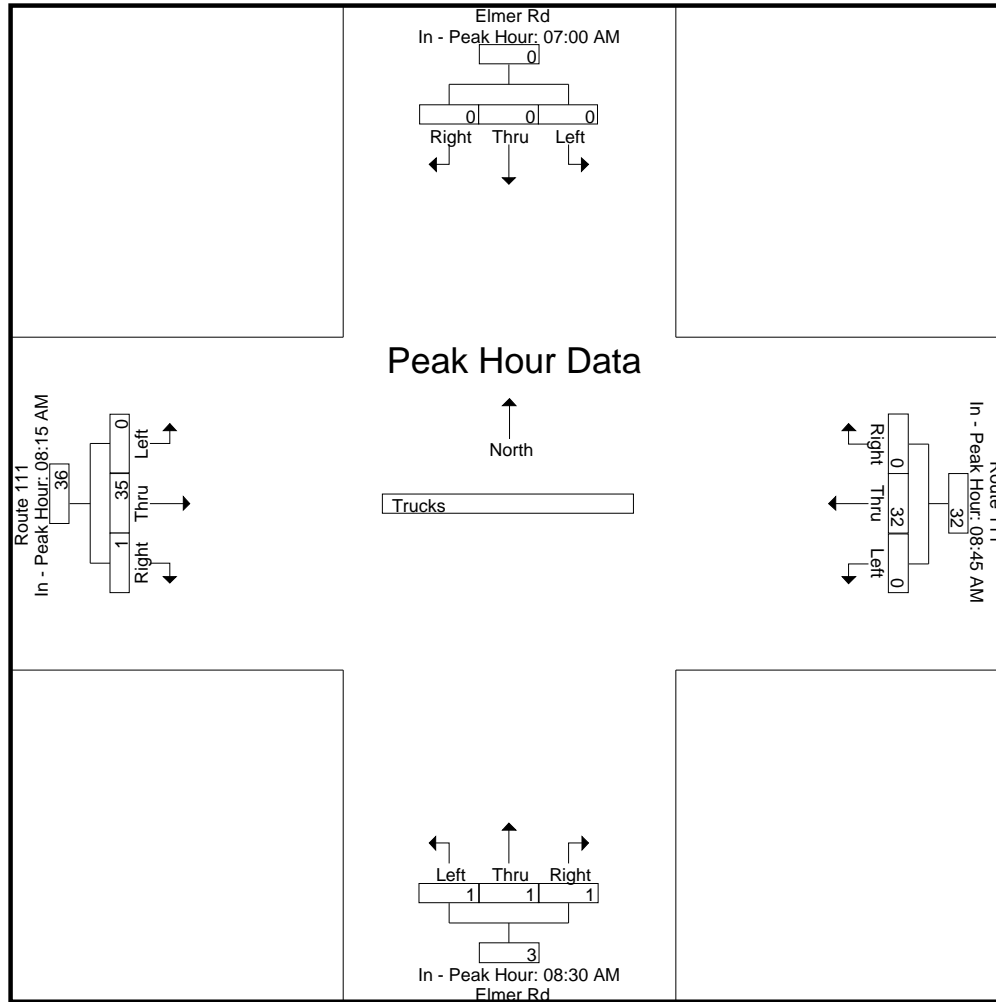 Elmer Rd
In - Peak Hour: 07:00 AM
0
0 0 0
Right Thru Left
Peak Hour Data
North
Trucks
Route 111
In - Peak Hour: 08:15 AM
36
0 35 1
Left Thru Right
Right Thru Left
0 32 0
32
In - Peak Hour: 08:45 AM
Route 111
Left Thru Right
1 1 1
3
In - Peak Hour: 08:30 AM
Elmer Rd